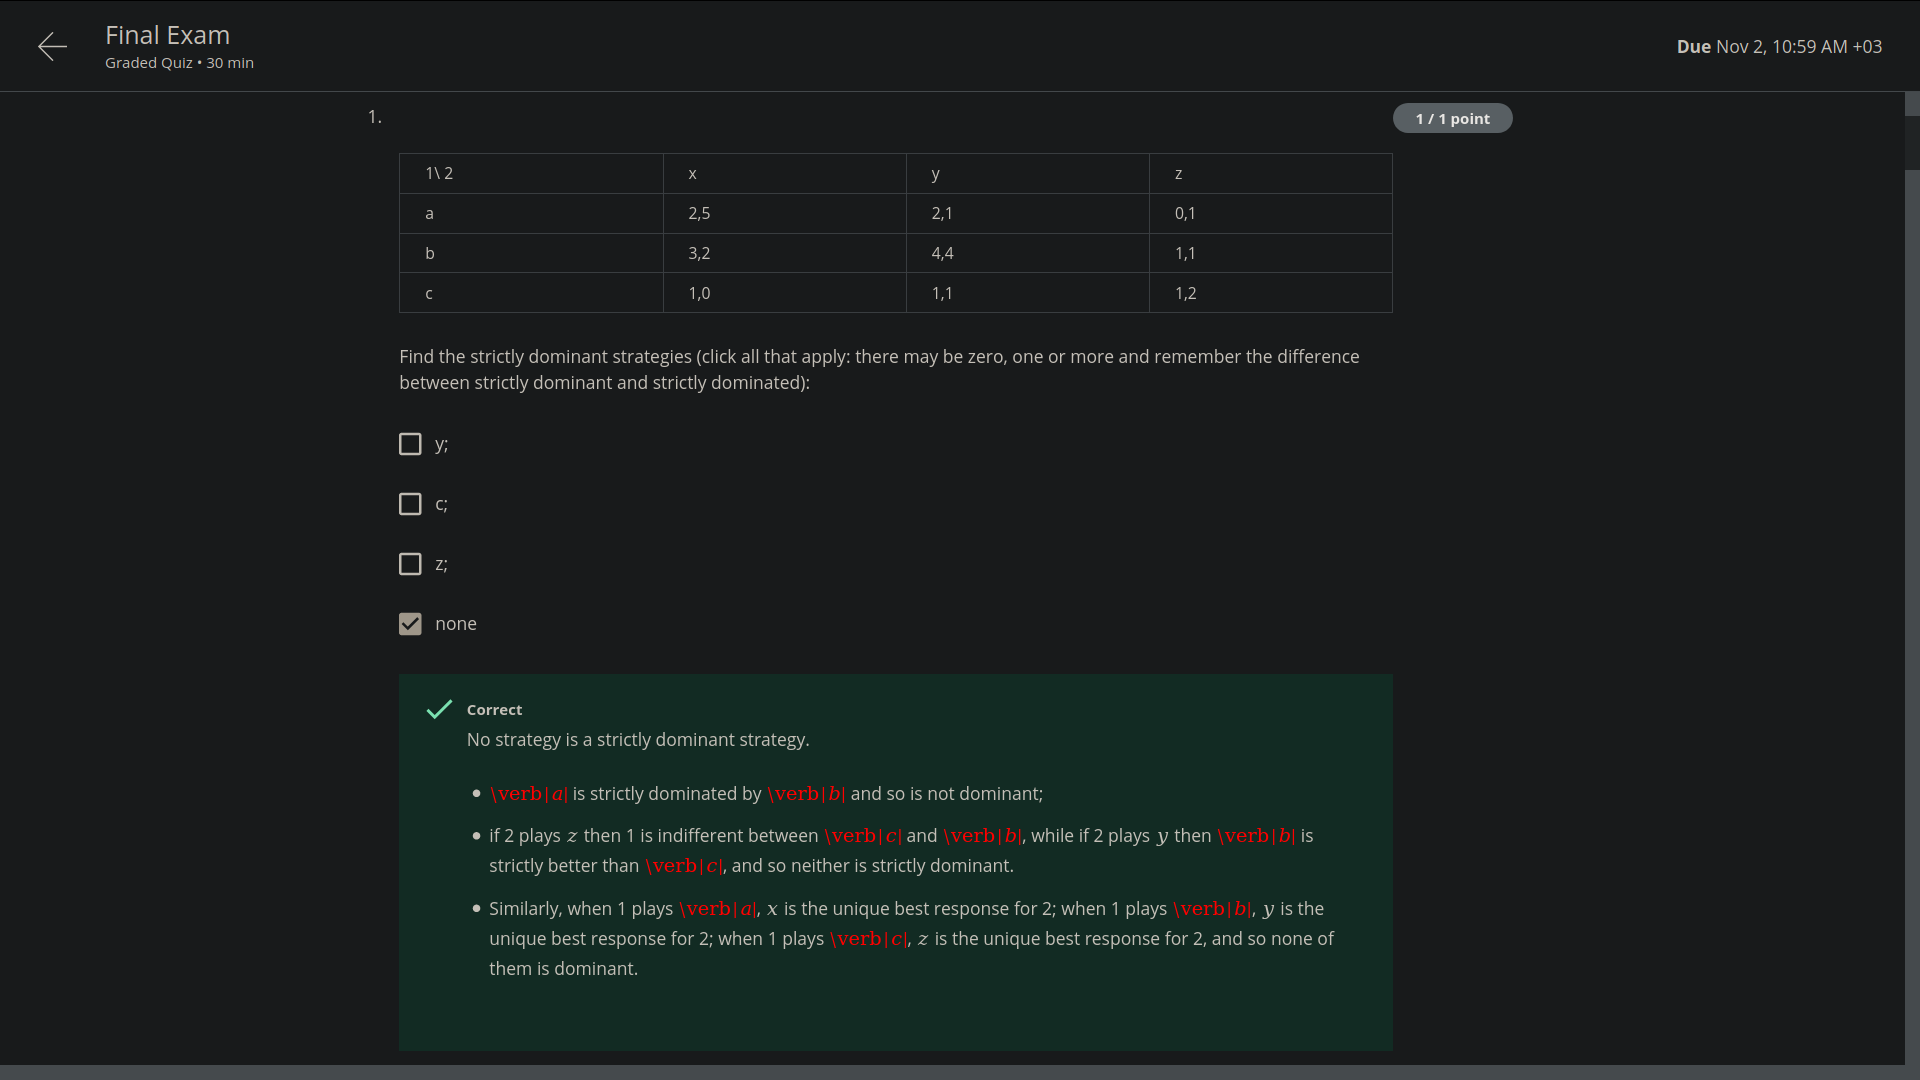 Final Exam
Graded Quiz • 30 min
Due Nov 2, 10:59 AM +03
1.
1 / 1 point
1\ 2 x y z
a 2,5 2,1 0,1
b 3,2 4,4 1,1
c 1,0 1,1 1,2
Find the strictly dominant strategies (click all that apply: there may be zero, one or more and remember the difference
between strictly dominant and strictly dominated):
y;
c;
z;
none
Correct
No strategy is a strictly dominant strategy.
• \verb|a| is strictly dominated by \verb|b| and so is not dominant;
• if 2 plays z then 1 is indifferent between \verb|c| and \verb|b|, while if 2 plays y then \verb|b| is
strictly better than \verb|c|, and so neither is strictly dominant.
• Similarly, when 1 plays \verb|a|, x is the unique best response for 2; when 1 plays \verb|b|, y is the
unique best response for 2; when 1 plays \verb|c|, z is the unique best response for 2, and so none of
them is dominant.